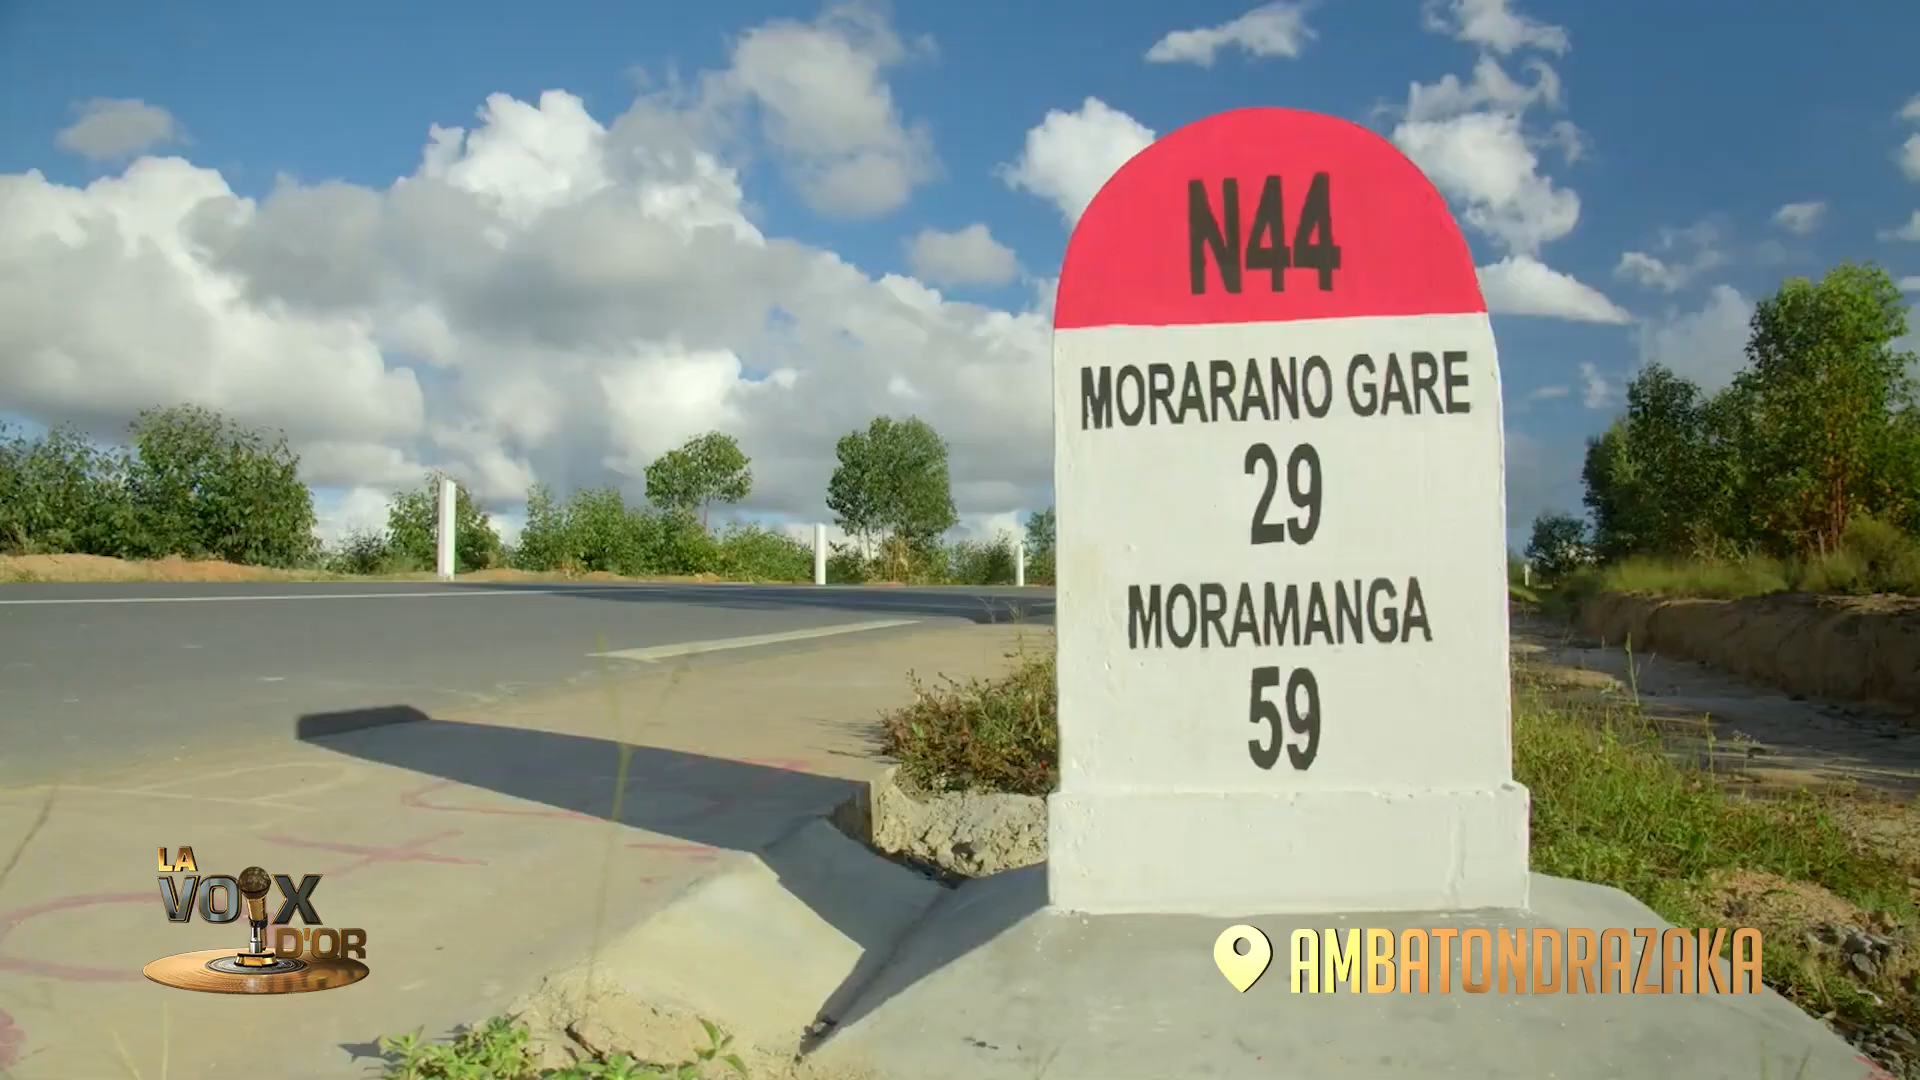 N44
MORARANO GARE
29
MORAMANGA
59
LA
VOIX
D'OR
AMBATONDRAZAKA